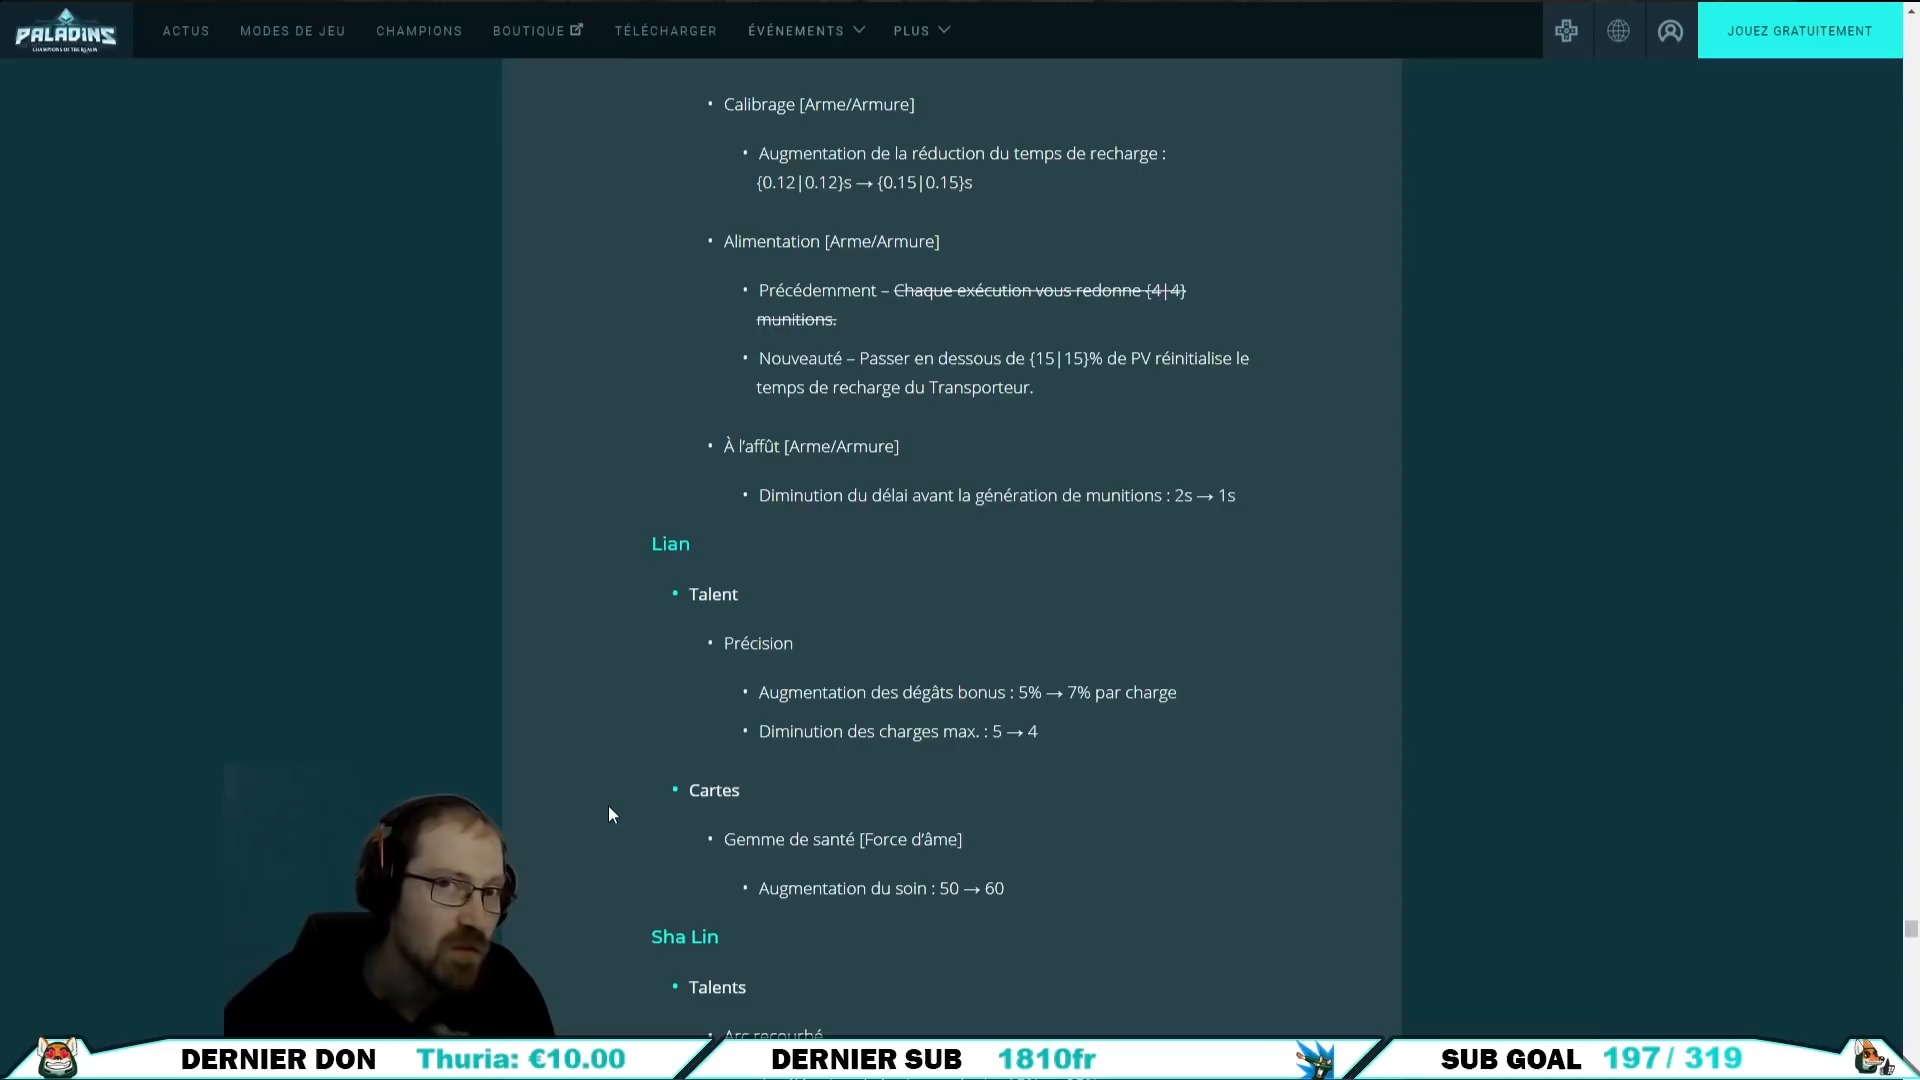 PALADINS
CHAMPIONS OF THE REALM
ACTUS
MODES DE JEU
CHAMPIONS
BOUTIQUE
TÉLÉCHARGER
ÉVÉNEMENTS
PLUS
JOUEZ GRATUITEMENT
• Calibrage [Arme/Armure]
• Augmentation de la réduction du temps de recharge :
{0.12|0.12}s → {0.15|0.15}s
• Alimentation [Arme/Armure]
• Précédemment – Chaque exécution vous redonne {4|4}
munitions.
• Nouveauté – Passer en dessous de {15|15}% de PV réinitialise le
temps de recharge du Transporteur.
• À l’affût [Arme/Armure]
• Diminution du délai avant la génération de munitions : 2s → 1s
Lian
• Talent
• Précision
• Augmentation des dégâts bonus : 5% → 7% par charge
• Diminution des charges max. : 5 → 4
• Cartes
• Gemme de santé [Force d’âme]
• Augmentation du soin : 50 → 60
Sha Lin
• Talents
• Arc recourbé
DERNIER DON Thuria: €10.00
DERNIER SUB 1810fr
SUB GOAL 197 / 319